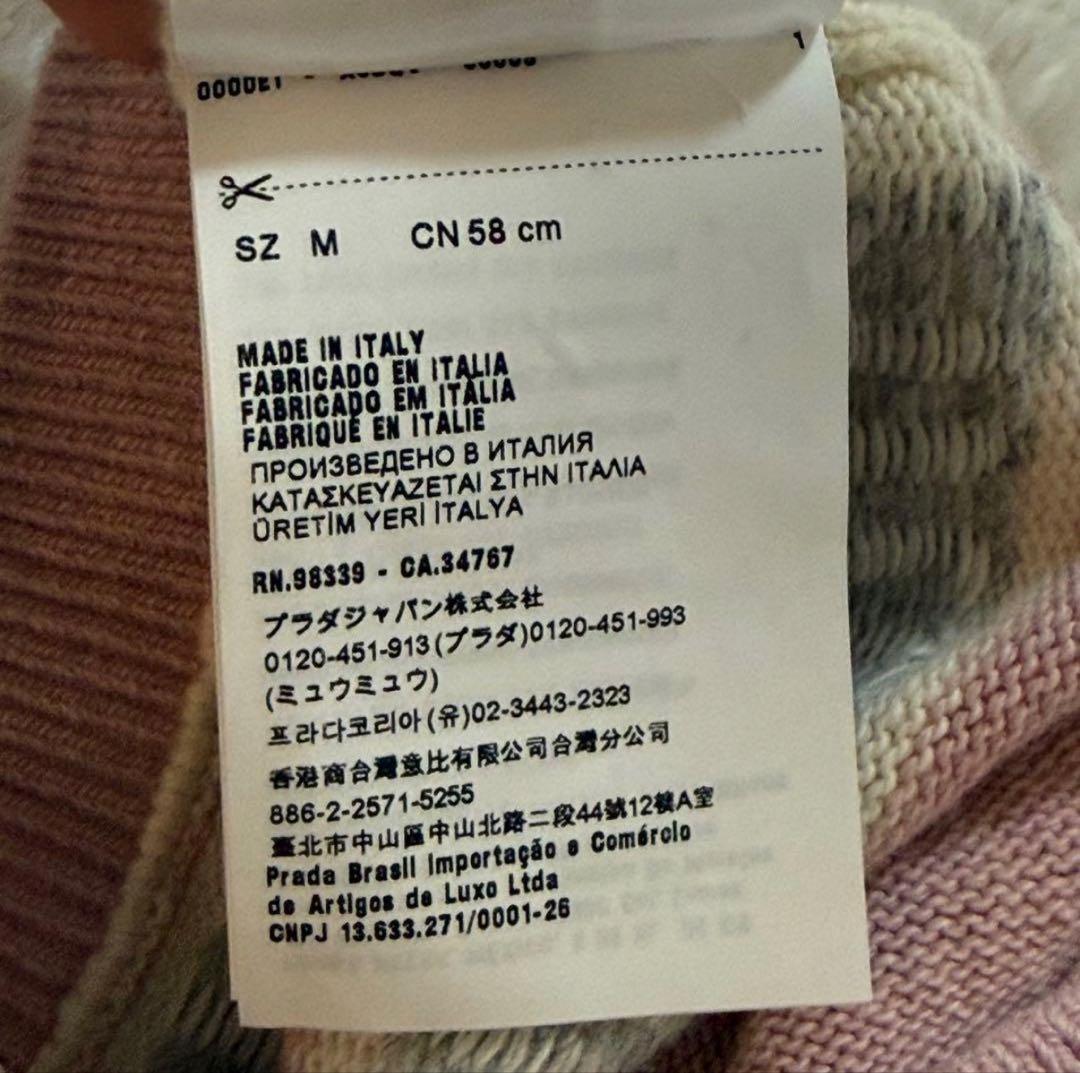 1
SZ M CN 58 cm
MADE IN ITALY
FABRICADO EN ITALIA
FABRICADO EM ITÀLIA
FABRIQUÉ EN ITALIE
ПРОИЗВЕДЕНО В ИТАЛИЯ
ΚΑΤΑΣΚΕΥΑΖΕΤΑΙ ΣΤΗΝ ΙΤΑΛΙΑ
ÜRETİM YERİ İTALYA
RN.98339 - CA.34767
プラダジャパン株式会社
0120-451-913(プラダ)0120-451-993
(ミュウミュウ)
프라다코리아(유)02-3443-2323
香港商台灣意比有限公司台灣分公司
886-2-2571-5255
臺北市中山區中山北路二段44號12樓A室
Prada Brasil Importação e Comércio
de Artigos de Luxo Ltda
CNPJ 13.633.271/0001-26